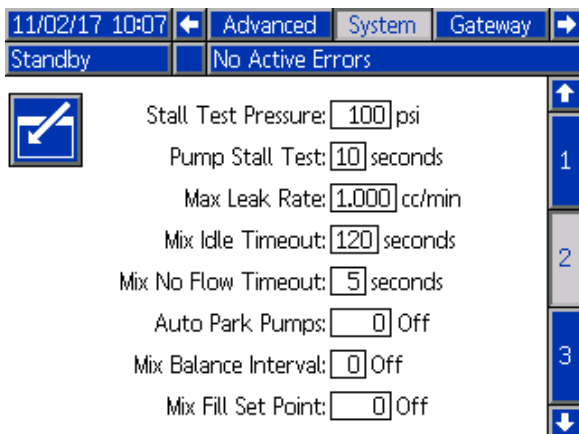 11/02/17 10:07 Advanced System Gateway
Standby No Active Errors
Stall Test Pressure: 100 psi
Pump Stall Test: 10 seconds
1
Max Leak Rate: 1.000 cc/min
Mix Idle Timeout: 120 seconds
2
Mix No Flow Timeout: 5 seconds
Auto Park Pumps: 0 Off
Mix Balance Interval: 0 Off
3
Mix Fill Set Point: 0 Off